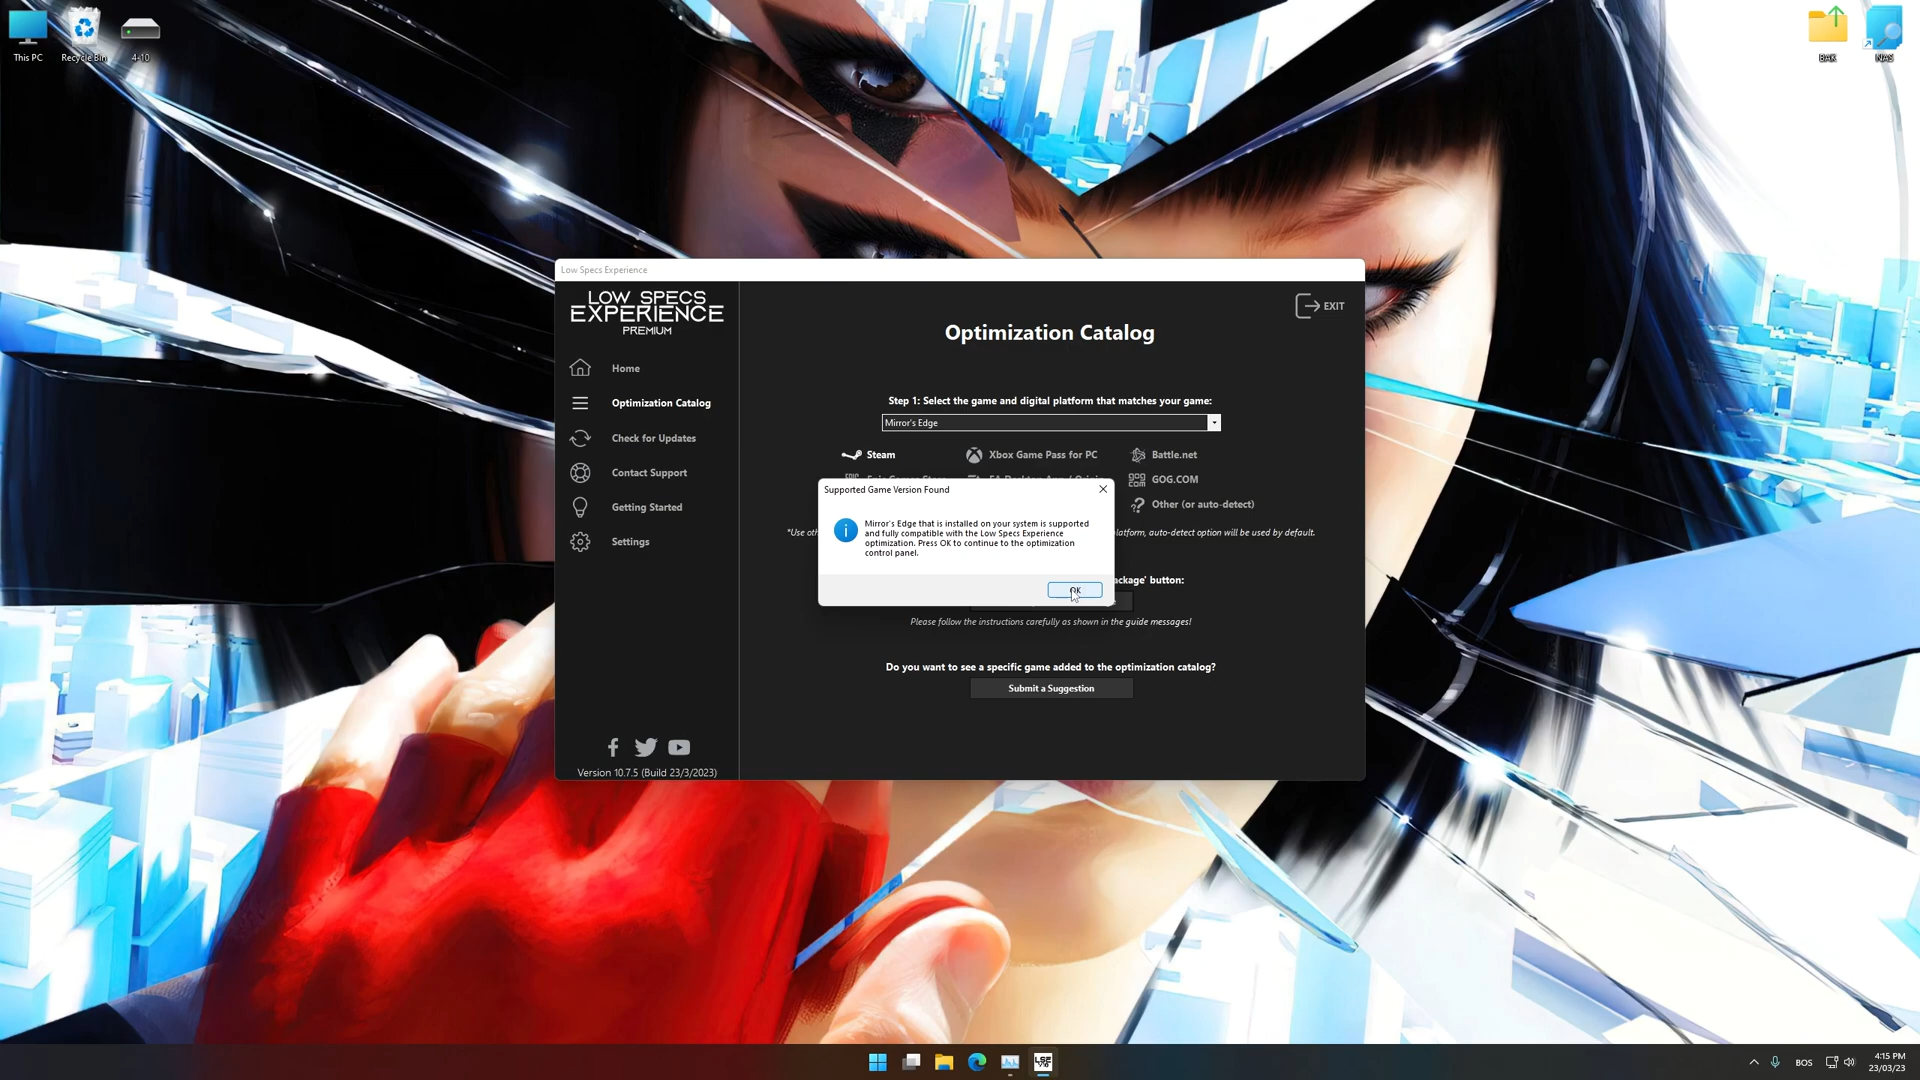 This PC
Recycle Bin
4-10
BAK
NAS
Low Specs Experience
LOW SPECS
EXPERIENCE
PREMIUM
EXIT
Home
Optimization Catalog
Check for Updates
Contact Support
Getting Started
Settings
Version 10.7.5 (Build 23/3/2023)
Optimization Catalog
Step 1: Select the game and digital platform that matches your game:
Mirror's Edge
Steam
Xbox Game Pass for PC
Battle.net
GOG.COM
Other (or auto-detect)
*Use
platform, auto-detect option will be used by default.
Supported Game Version Found
Mirror's Edge that is installed on your system is supported
and fully compatible with the Low Specs Experience
optimization. Press OK to continue to the optimization
control panel.
OK
button:
Please follow the instructions carefully as shown in the guide messages!
Do you want to see a specific game added to the optimization catalog?
Submit a Suggestion
LSE
BOS
4:15 PM
23/03/23